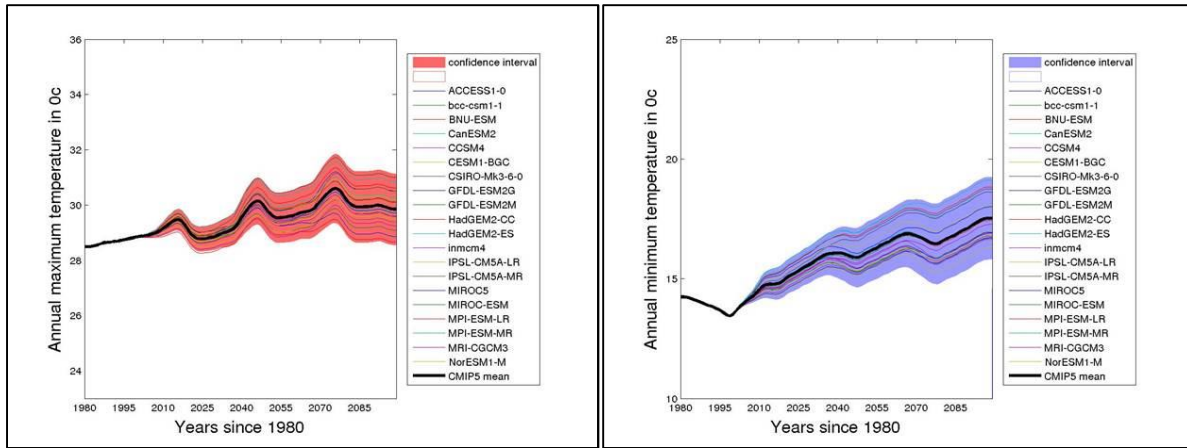 36
34
32
30
28
26
24
1980 1995 2010 2025 2040 2055 2070 2085
Annual maximum temperature in 0c
Years since 1980
confidence interval
ACCESS1-0
bcc-csm1-1
BNU-ESM
CanESM2
CCSM4
CESM1-BGC
CSIRO-Mk3-6-0
GFDL-ESM2G
GFDL-ESM2M
HadGEM2-CC
HadGEM2-ES
inmcm4
IPSL-CM5A-LR
IPSL-CM5A-MR
MIROC5
MIROC-ESM
MPI-ESM-LR
MPI-ESM-MR
MRI-CGCM3
NorESM1-M
CMIP5 mean
25
20
15
10
1980 1995 2010 2025 2040 2055 2070 2085
Annual minimum temperature in 0c
Years since 1980
confidence interval
ACCESS1-0
bcc-csm1-1
BNU-ESM
CanESM2
CCSM4
CESM1-BGC
CSIRO-Mk3-6-0
GFDL-ESM2G
GFDL-ESM2M
HadGEM2-CC
HadGEM2-ES
inmcm4
IPSL-CM5A-LR
IPSL-CM5A-MR
MIROC5
MIROC-ESM
MPI-ESM-LR
MPI-ESM-MR
MRI-CGCM3
NorESM1-M
CMIP5 mean